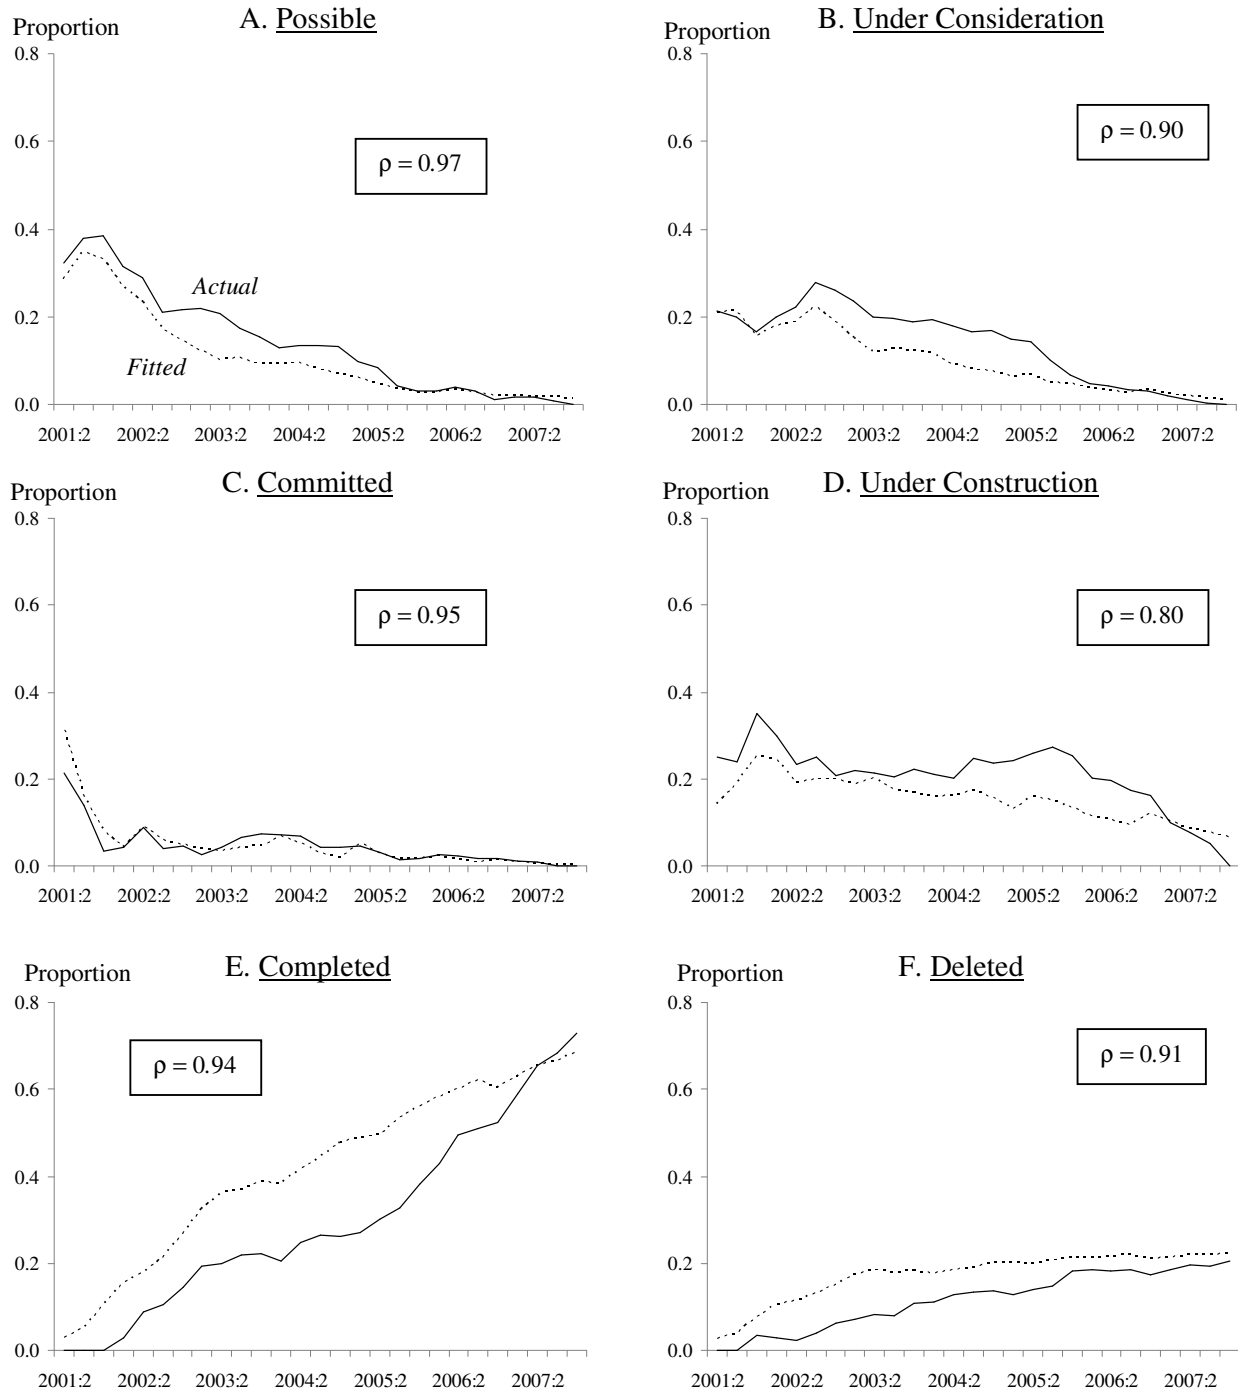 A. Possible
Proportion
0.8
0.6
0.4
0.2
0.0
ρ = 0.97
Actual
Fitted
2001:2 2002:2 2003:2 2004:2 2005:2 2006:2 2007:2
B. Under Consideration
Proportion
0.8
0.6
0.4
0.2
0.0
ρ = 0.90
2001:2 2002:2 2003:2 2004:2 2005:2 2006:2 2007:2
C. Committed
Proportion
0.8
0.6
0.4
0.2
0.0
ρ = 0.95
2001:2 2002:2 2003:2 2004:2 2005:2 2006:2 2007:2
D. Under Construction
Proportion
0.8
0.6
0.4
0.2
0.0
ρ = 0.80
2001:2 2002:2 2003:2 2004:2 2005:2 2006:2 2007:2
E. Completed
Proportion
0.8
0.6
0.4
0.2
0.0
ρ = 0.94
2001:2 2002:2 2003:2 2004:2 2005:2 2006:2 2007:2
F. Deleted
Proportion
0.8
0.6
0.4
0.2
0.0
ρ = 0.91
2001:2 2002:2 2003:2 2004:2 2005:2 2006:2 2007:2